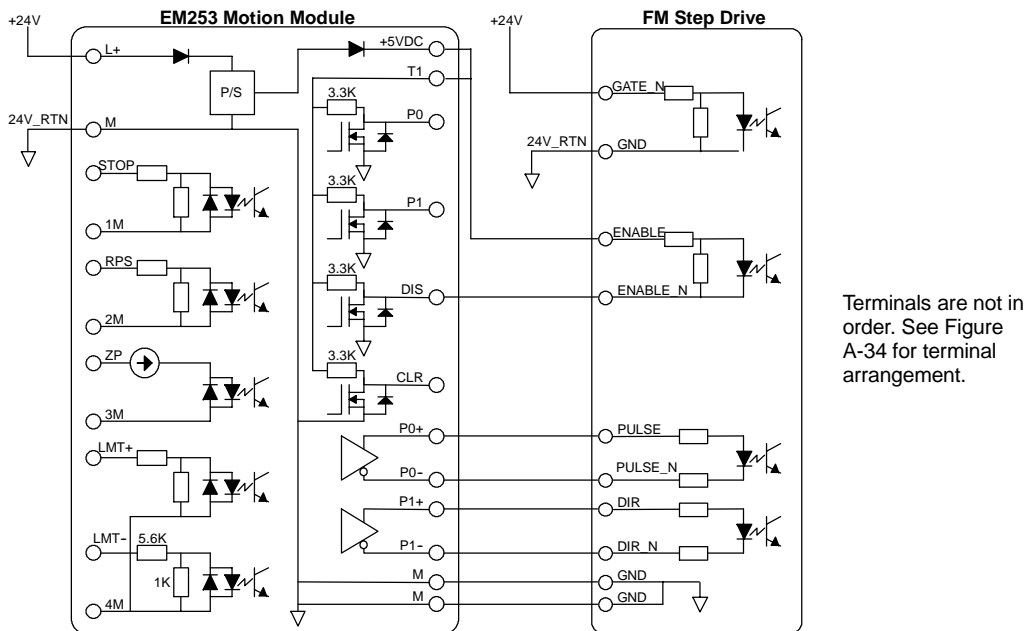 EM253 Motion Module
FM Step Drive
+24V
L+
P/S
+5VDC
T1
3.3K
P0
24V_RTN
M
STOP
1M
3.3K
P1
RPS
2M
3.3K
DIS
ZP
3M
3.3K
CLR
LMT+
P0+
P0-
LMT-
5.6K
1K
4M
P1+
P1-
M
M
+24V
GATE_N
24V_RTN
GND
ENABLE
ENABLE_N
PULSE
PULSE_N
DIR
DIR_N
GND
GND
Terminals are not in
order. See Figure
A-34 for terminal
arrangement.